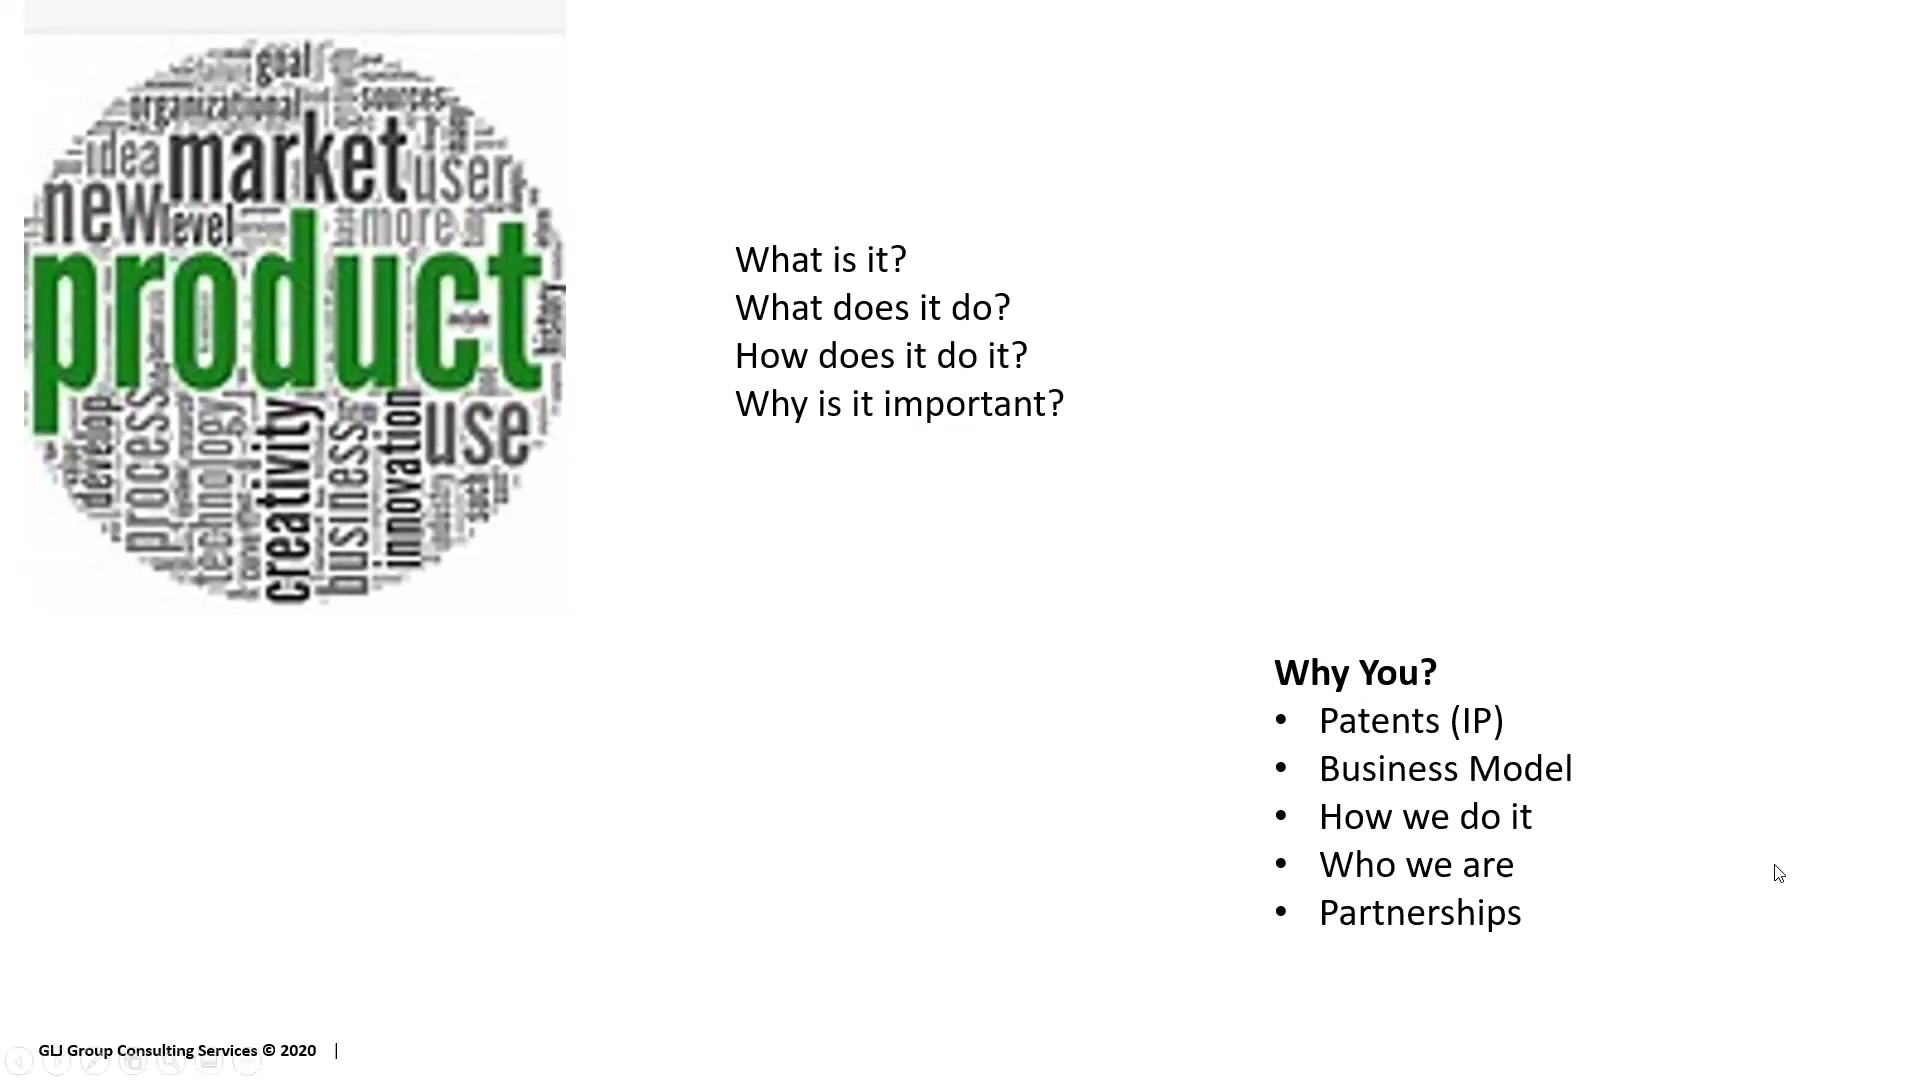 goal
organizational
sources
idea
market
user
new
level
more
product
history
use
develop
process
technology
creativity
business
innovation
such
What is it?
What does it do?
How does it do it?
Why is it important?
Why You?
• Patents (IP)
• Business Model
• How we do it
• Who we are
• Partnerships
GLJ Group Consulting Services © 2020 |